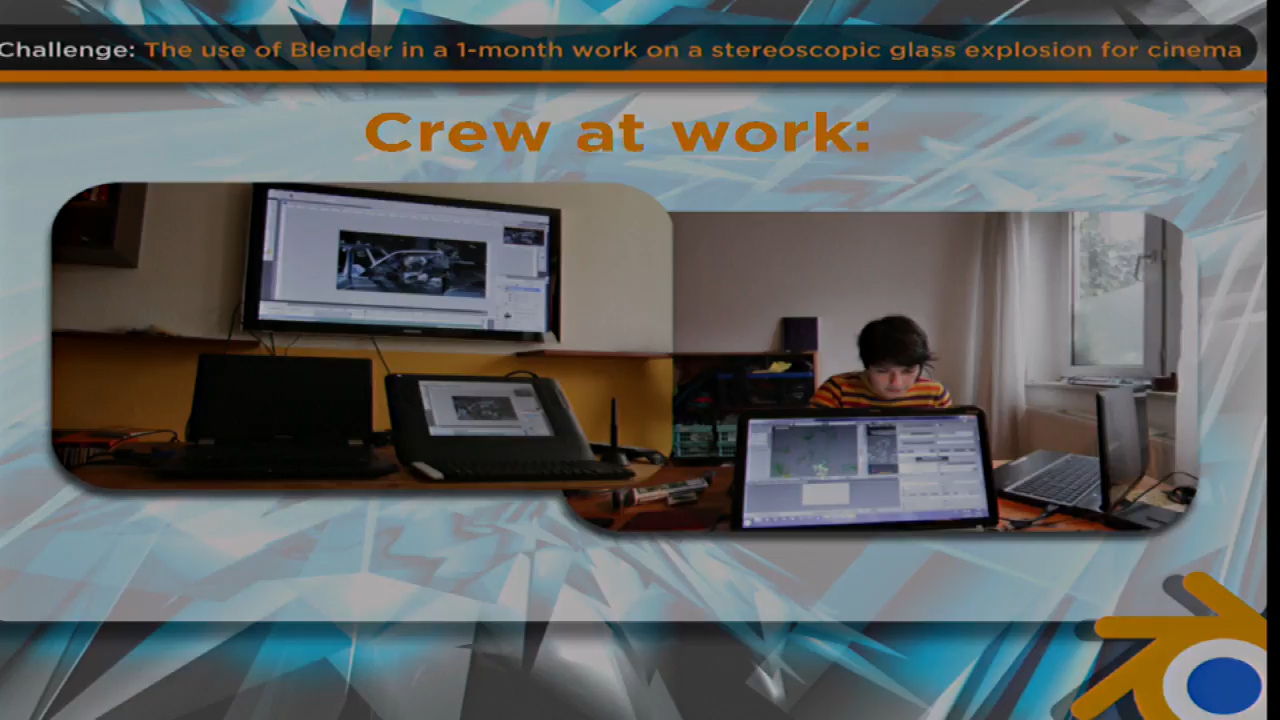 Challenge: The use of Blender in a 1-month work on a stereoscopic glass explosion for cinema
Crew at work: